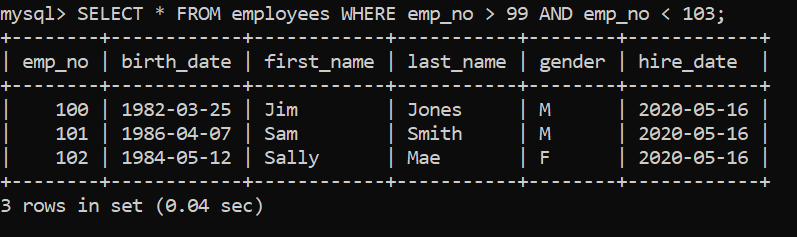 mysql> SELECT * FROM employees WHERE emp_no > 99 AND emp_no < 103;
+--------+------------+------------+-----------+--------+------------+
| emp_no | birth_date | first_name | last_name | gender | hire_date  |
+--------+------------+------------+-----------+--------+------------+
|    100 | 1982-03-25 | Jim        | Jones     | M      | 2020-05-16 |
|    101 | 1986-04-07 | Sam        | Smith     | M      | 2020-05-16 |
|    102 | 1984-05-12 | Sally      | Mae       | F      | 2020-05-16 |
+--------+------------+------------+-----------+--------+------------+
3 rows in set (0.04 sec)